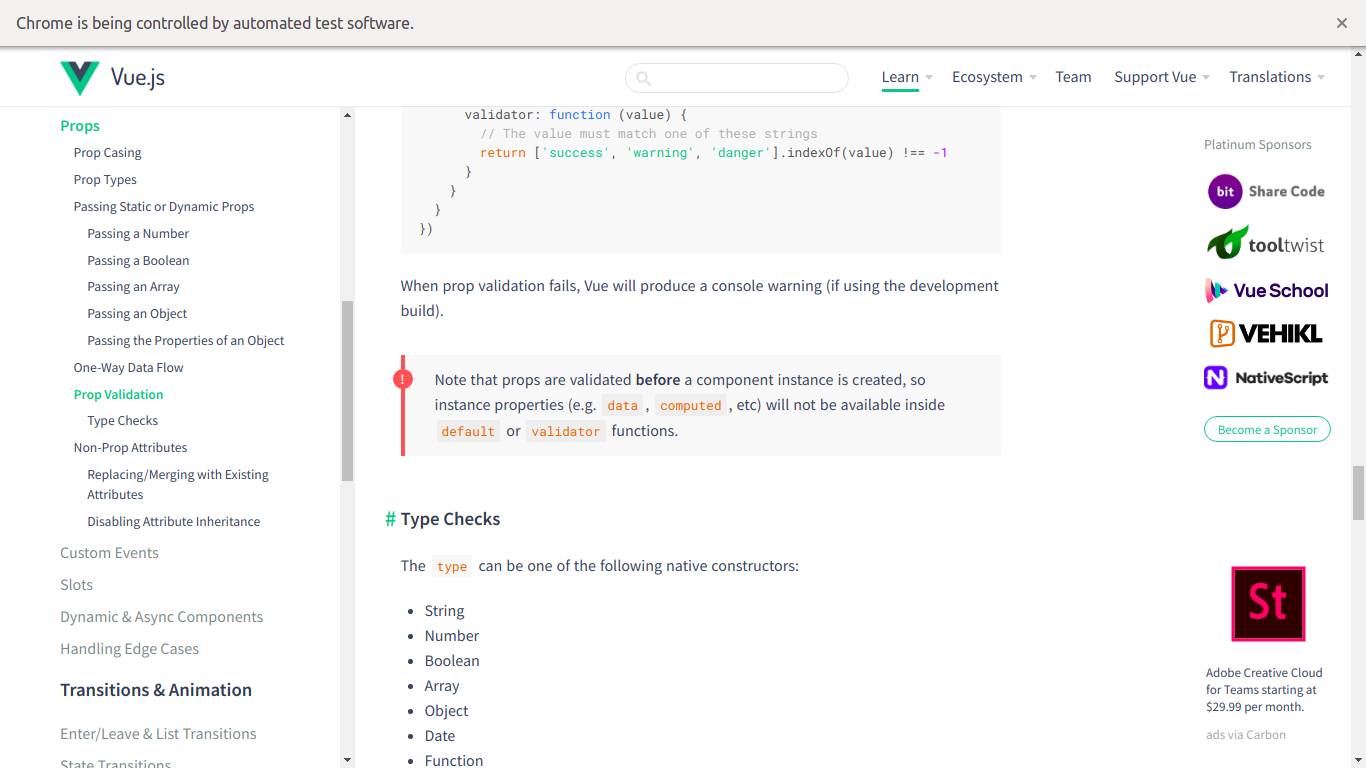 Chrome is being controlled by automated test software.
Vue.js
Learn
Ecosystem
Team
Support Vue
Translations
Props
Prop Casing
Prop Types
Passing Static or Dynamic Props
Passing a Number
Passing a Boolean
Passing an Array
Passing an Object
Passing the Properties of an Object
One-Way Data Flow
Prop Validation
Type Checks
Non-Prop Attributes
Replacing/Merging with Existing
Attributes
Disabling Attribute Inheritance
Custom Events
Slots
Dynamic & Async Components
Handling Edge Cases
Transitions & Animation
Enter/Leave & List Transitions
State Transitions
validator: function (value) {
// The value must match one of these strings
return ['success', 'warning', 'danger'].indexOf(value) !== -1
}
}
}
})
When prop validation fails, Vue will produce a console warning (if using the development
build).
!
Note that props are validated before a component instance is created, so
instance properties (e.g. data , computed , etc) will not be available inside
default or validator functions.
# Type Checks
The type can be one of the following native constructors:
String
Number
Boolean
Array
Object
Date
Function
Platinum Sponsors
bit Share Code
tooltwist
Vue School
VEHIKL
N NativeScript
Become a Sponsor
St
Adobe Creative Cloud
for Teams starting at
$29.99 per month.
ads via Carbon